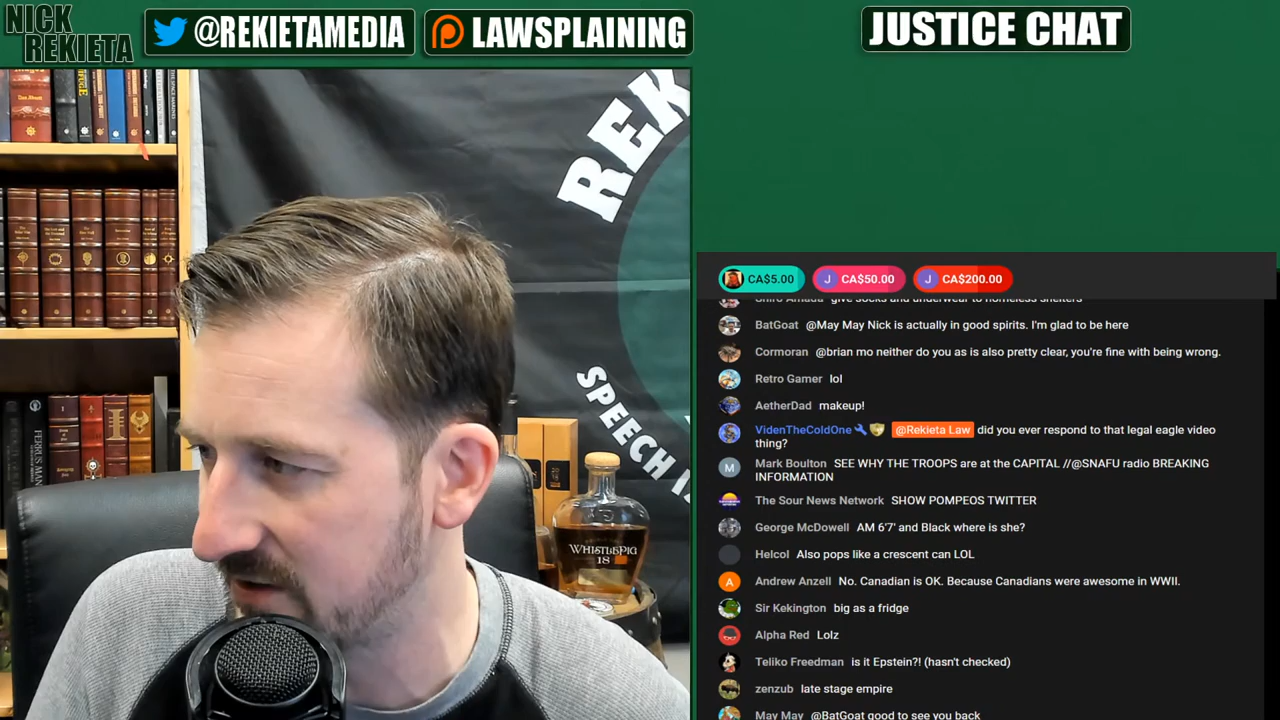 NICK
REKIETA
@REKIETAMEDIA
LAWSPLAINING
JUSTICE CHAT
REK
SPEECH
WHISTLEPIG
18
CA$5.00
J CA$50.00
J CA$200.00
give socks and underwear to homeless shelters
BatGoat @May May Nick is actually in good spirits. I'm glad to be here
Cormoran @brian mo neither do you as is also pretty clear, you're fine with being wrong.
Retro Gamer lol
AetherDad makeup!
VidenTheColdOne @Rekieta Law did you ever respond to that legal eagle video
thing?
M Mark Boulton SEE WHY THE TROOPS are at the CAPITAL //@SNAFU radio BREAKING
INFORMATION
The Sour News Network SHOW POMPEOS TWITTER
George McDowell AM 6'7' and Black where is she?
Helcol Also pops like a crescent can LOL
A Andrew Anzell No. Canadian is OK. Because Canadians were awesome in WWII.
Sir Kekington big as a fridge
Alpha Red Lolz
Teliko Freedman is it Epstein?! (hasn't checked)
zenzub late stage empire
May May @BatGoat good to see you back